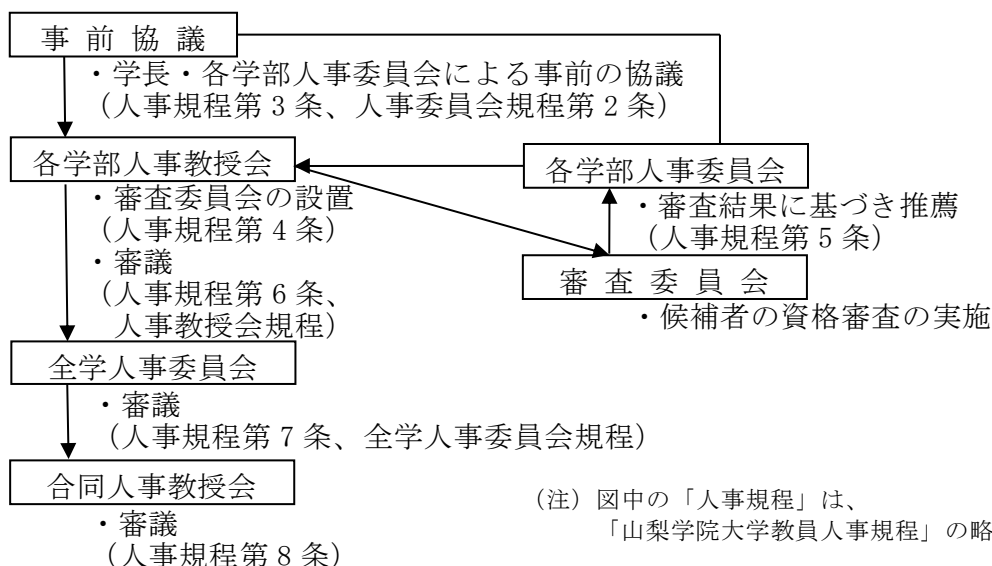 事 前 協 議
・学長・各学部人事委員会による事前の協議
（人事規程第 3 条、人事委員会規程第 2 条）
各学部人事教授会
・審査委員会の設置
（人事規程第 4 条）
・審議
（人事規程第 6 条、
人事教授会規程）
各学部人事委員会
・審査結果に基づき推薦
（人事規程第 5 条）
審 査 委 員 会
・候補者の資格審査の実施
全学人事委員会
・審議
（人事規程第 7 条、全学人事委員会規程）
合同人事教授会
・審議
（人事規程第 8 条）
（注）図中の「人事規程」は、
「山梨学院大学教員人事規程」の略